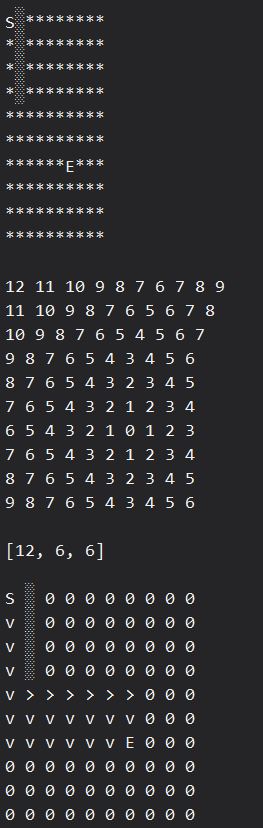 S░********
*░********
*░********
*░********
**********
**********
******E***
**********
**********
**********
12 11 10 9 8 7 6 7 8 9
11 10 9 8 7 6 5 6 7 8
10 9 8 7 6 5 4 5 6 7
9 8 7 6 5 4 3 4 5 6
8 7 6 5 4 3 2 3 4 5
7 6 5 4 3 2 1 2 3 4
6 5 4 3 2 1 0 1 2 3
7 6 5 4 3 2 1 2 3 4
8 7 6 5 4 3 2 3 4 5
9 8 7 6 5 4 3 4 5 6
[12, 6, 6]
S ░ 0 0 0 0 0 0 0 0
v ░ 0 0 0 0 0 0 0 0
v ░ 0 0 0 0 0 0 0 0
v ░ 0 0 0 0 0 0 0 0
v > > > > > > 0 0 0
v v v v v v v 0 0 0
v v v v v v E 0 0 0
0 0 0 0 0 0 0 0 0 0
0 0 0 0 0 0 0 0 0 0
0 0 0 0 0 0 0 0 0 0